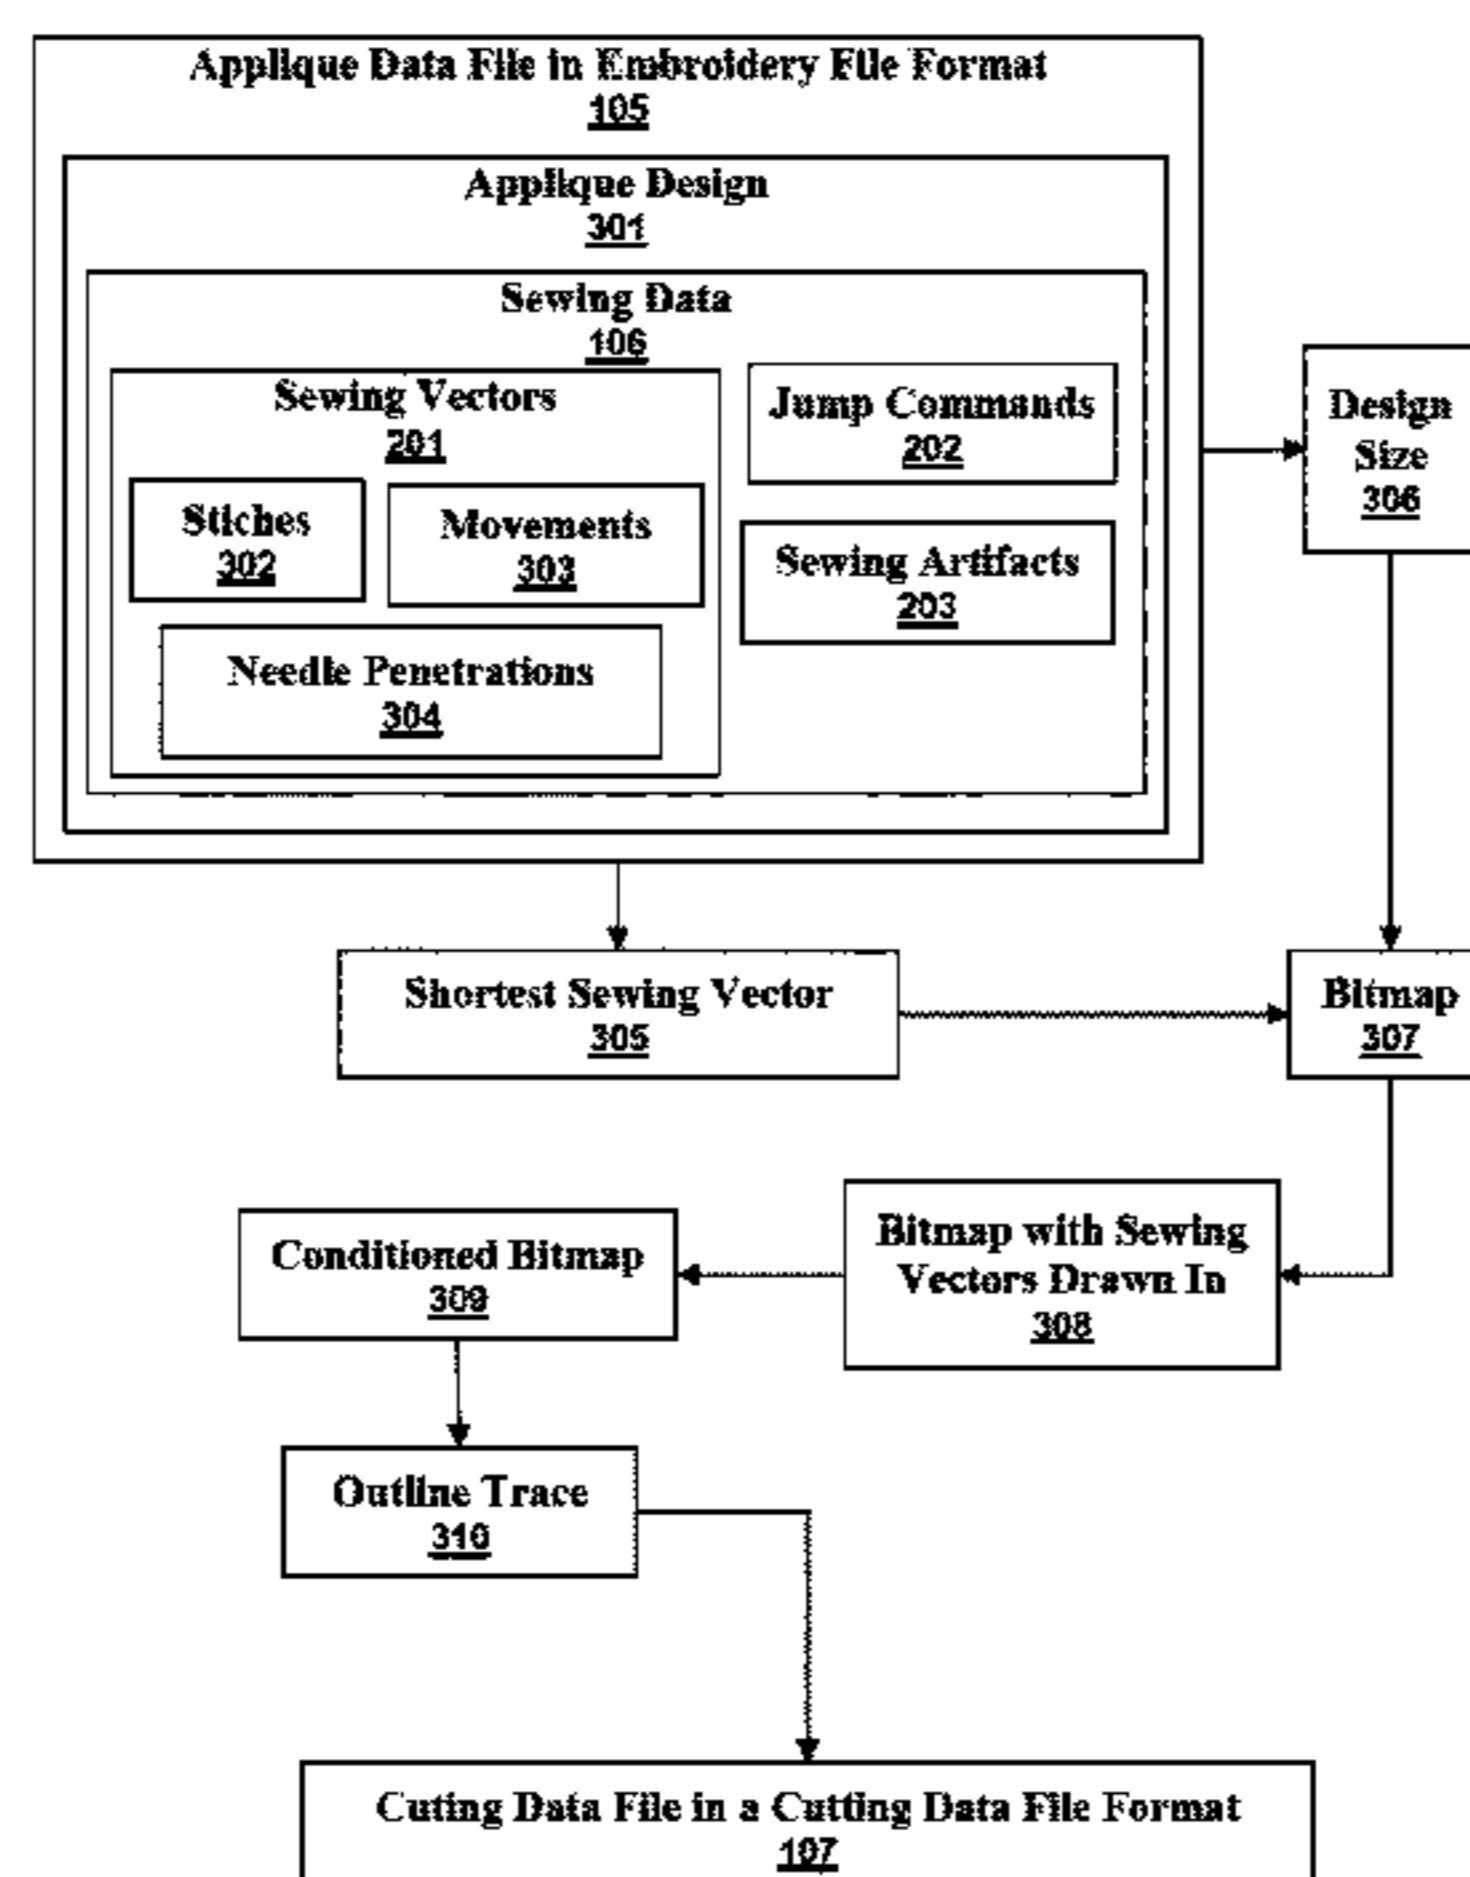 Applique Data File in Embroidery File Format
105
Applique Design
301
Sewing Data
106
Sewing Vectors
201
Jump Commands
202
Stiches
302
Movements
303
Sewing Artifacts
203
Needle Penetrations
304
Design
Size
306
Shortest Sewing Vector
305
Bitmap
307
Bitmap with Sewing
Vectors Drawn In
308
Conditioned Bitmap
309
Outline Trace
310
Cuting Data File in a Cutting Data File Format
107